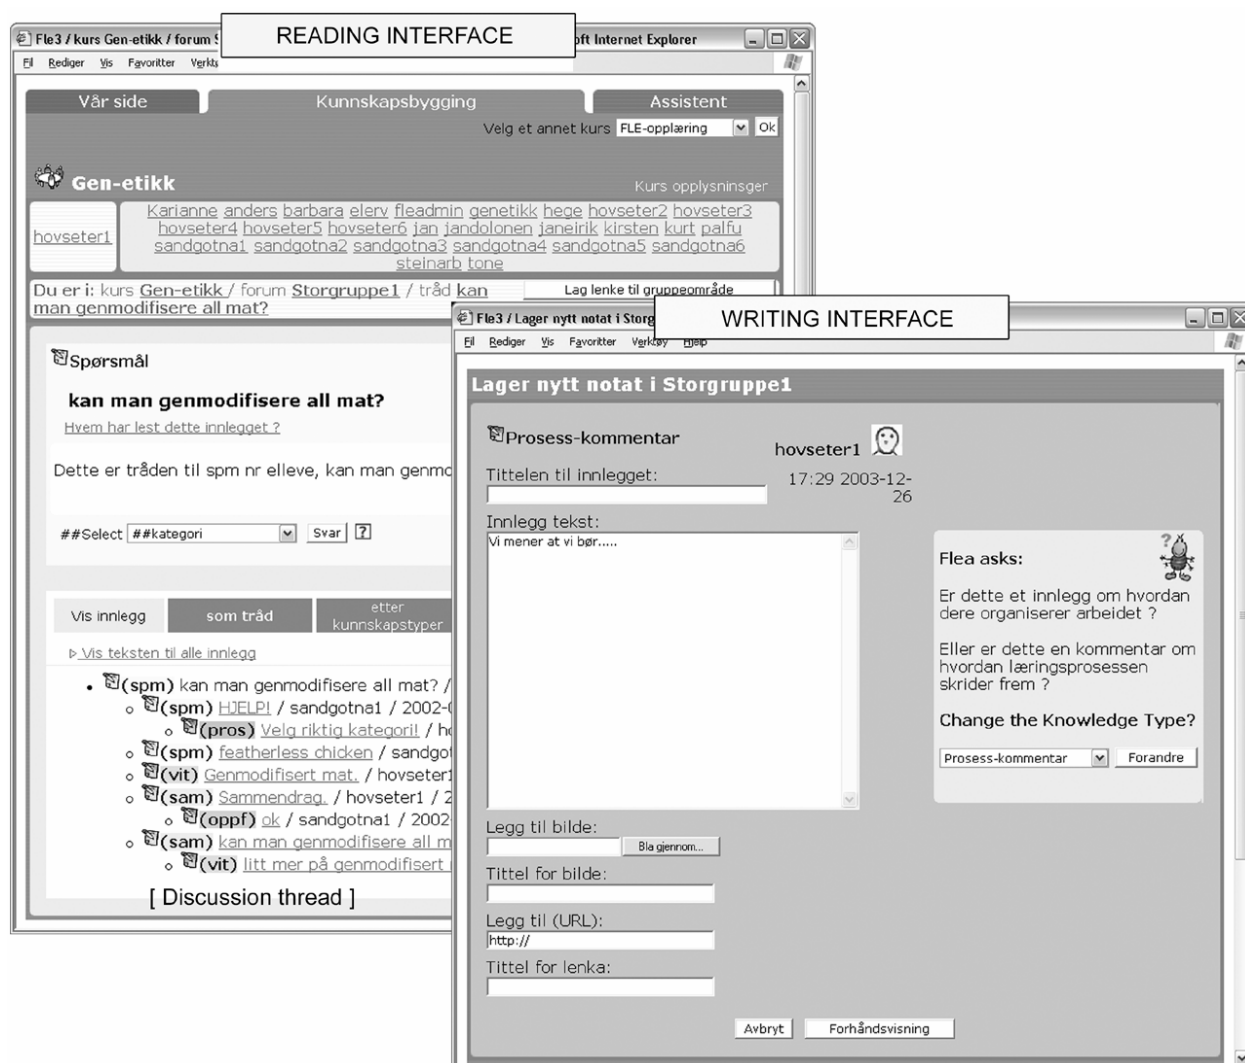 READING INTERFACE
Fle3 / kurs Gen-etikk / forum
oft Internet Explorer
Fil Rediger Vis Favoritter
Vår side Kunnskapsbygging Assistent
Velg et annet kurs FLE-opplæring Ok
Gen-etikk
Kurs opplysninsger
hovseter1
Karianne anders barbara elerv fleadmin genetikk hege hovseter2 hovseter3
hovseter4 hovseter5 hovseter6 jan jandolonen janeirik kirsten kurt palfu
sandgotna1 sandgotna2 sandgotna3 sandgotna4 sandgotna5 sandgotna6
steinarb tone
Du er i: kurs Gen-etikk / forum Storgruppe1 / tråd kan
man genmodifisere all mat?
Lag lenke til gruppeområde
Spørsmål
kan man genmodifisere all mat?
Hvem har lest dette innlegget ?
Dette er tråden til spm nr elleve, kan man genmo
##Select ##kategori Svar ?
Vis innlegg som tråd etter
kunnskapstyper
Vis teksten til alle innlegg
(spm) kan man genmodifisere all mat? /
(spm) HJELP! / sandgotna1 / 2002-
(pros) Velg riktig kategori! /
(spm) featherless chicken / sandgo
(vit) Genmodifisert mat. / hovseter1
(sam) Sammendrag. / hovseter1 / 2
(oppf) ok / sandgotna1 / 2002-
(sam) kan man genmodifisere all m
(vit) litt mer på genmodifisert
[ Discussion thread ]
WRITING INTERFACE
Fle3 / Lager nytt notat i Storg
Fil Rediger Vis Favoritter Verktøy Hjelp
Lager nytt notat i Storgruppe1
Prosess-kommentar
hovseter1
Tittelen til innlegget:
17:29 2003-12-
26
Innlegg tekst:
Vi mener at vi bør.....
Flea asks:
Er dette et innlegg om hvordan
dere organiserer arbeidet ?
Eller er dette en kommentar om
hvordan læringsprosessen
skrider frem ?
Change the Knowledge Type?
Prosess-kommentar Forandre
Legg til bilde:
Bla gjennom...
Tittel for bilde:
Legg til (URL):
http://
Tittel for lenka:
Avbryt Forhåndsvisning